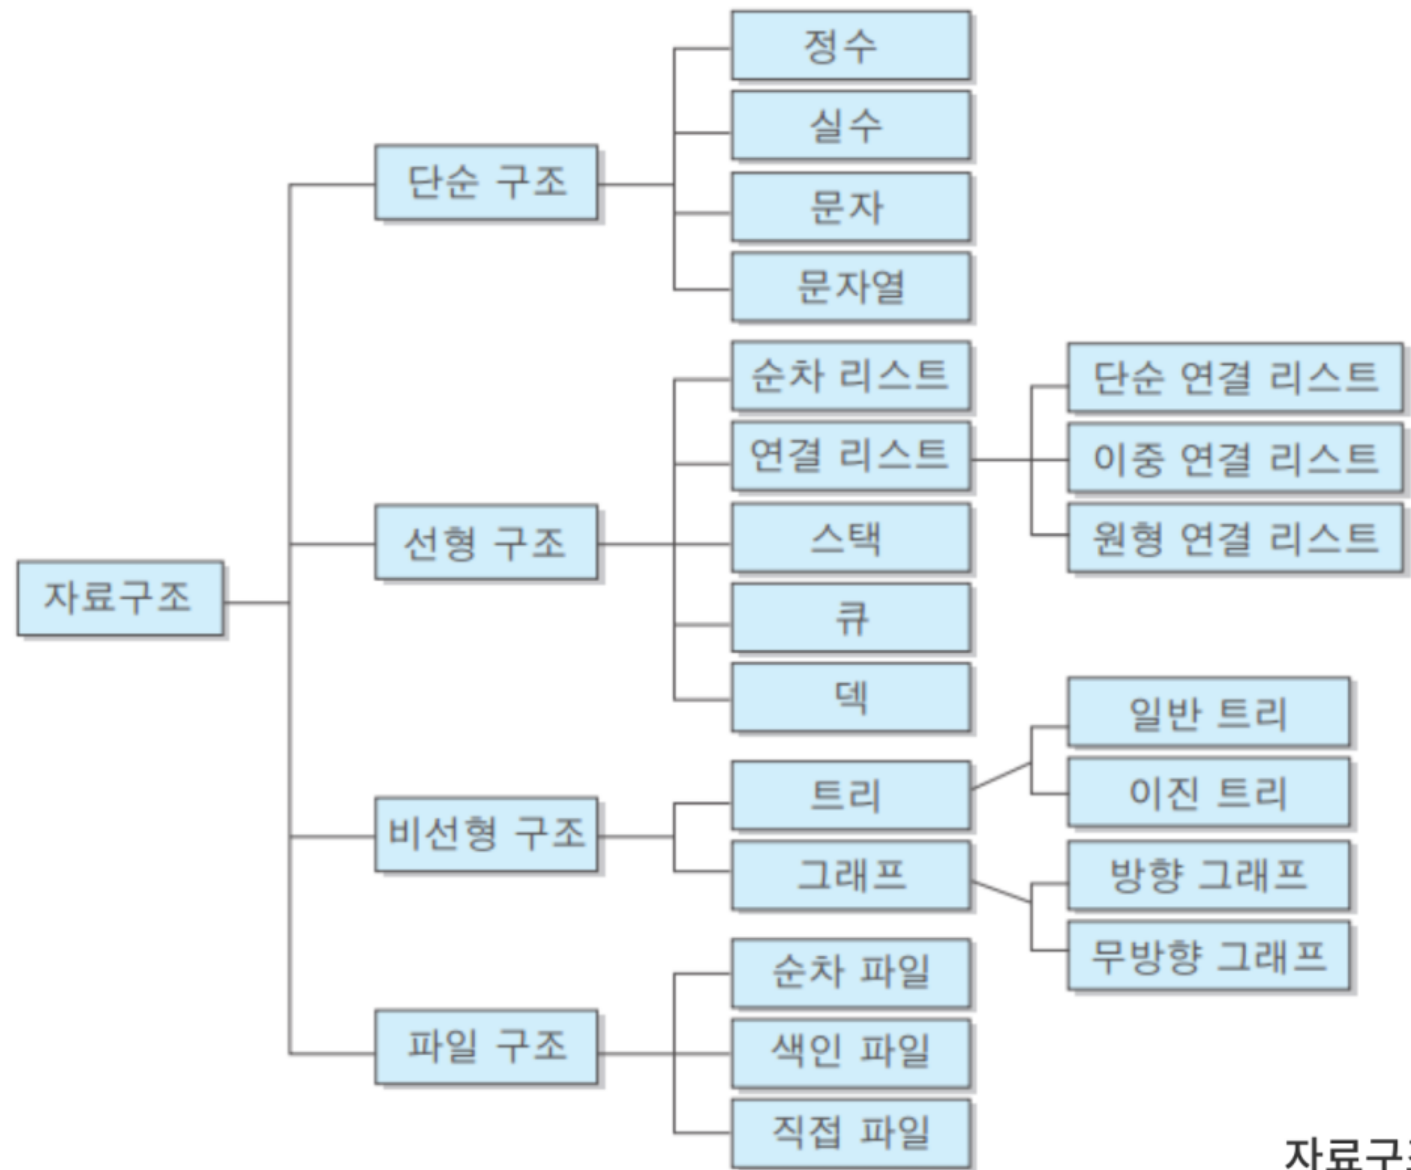 정수
실수
단순 구조
문자
문자열
순차 리스트
단순 연결 리스트
연결 리스트
이중 연결 리스트
선형 구조
스택
원형 연결 리스트
자료구조
큐
덱
일반 트리
트리
이진 트리
비선형 구조
그래프
방향 그래프
무방향 그래프
순차 파일
파일 구조
색인 파일
직접 파일